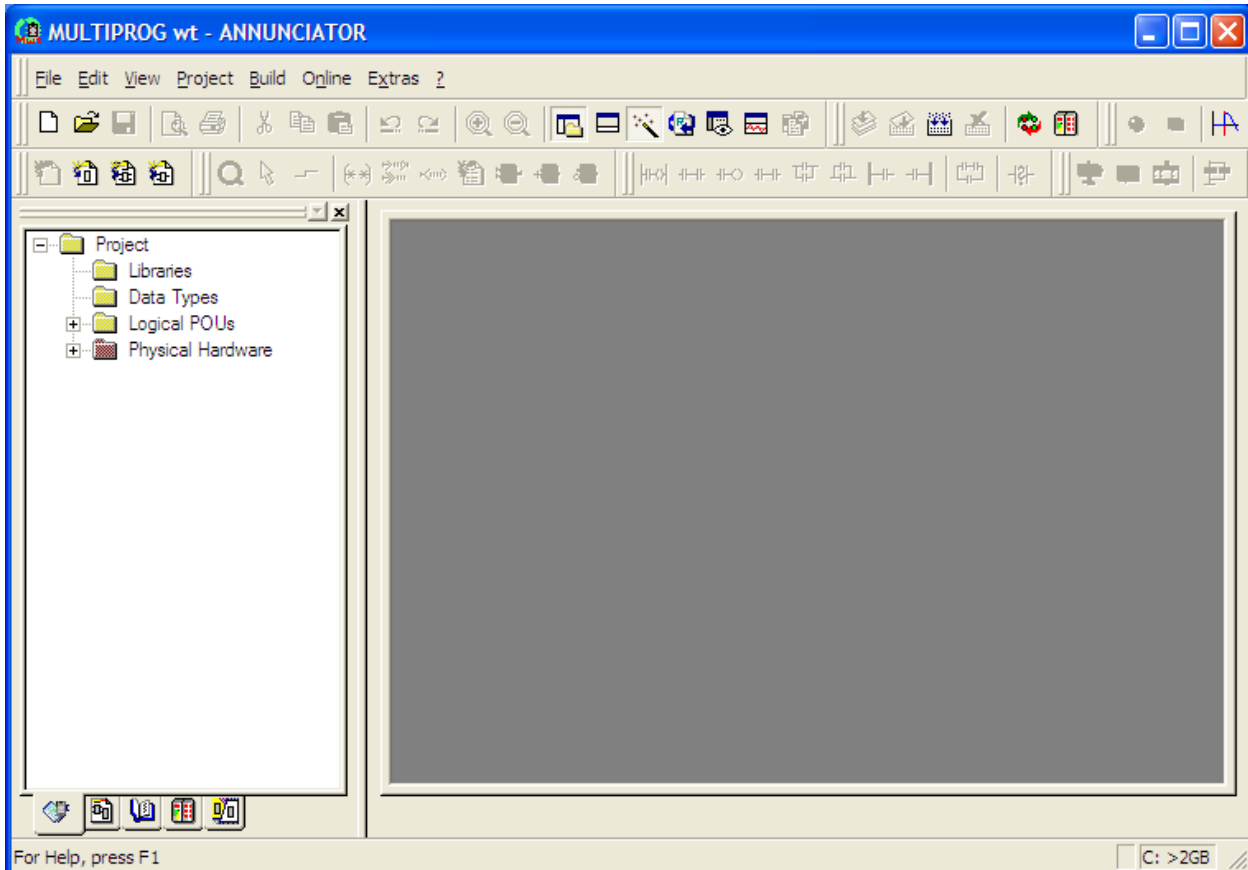 MULTIPROG wt - ANNUNCIATOR
File Edit View Project Build Online Extras ?
Project
Libraries
Data Types
Logical POUs
Physical Hardware
For Help, press F1
C: >2GB